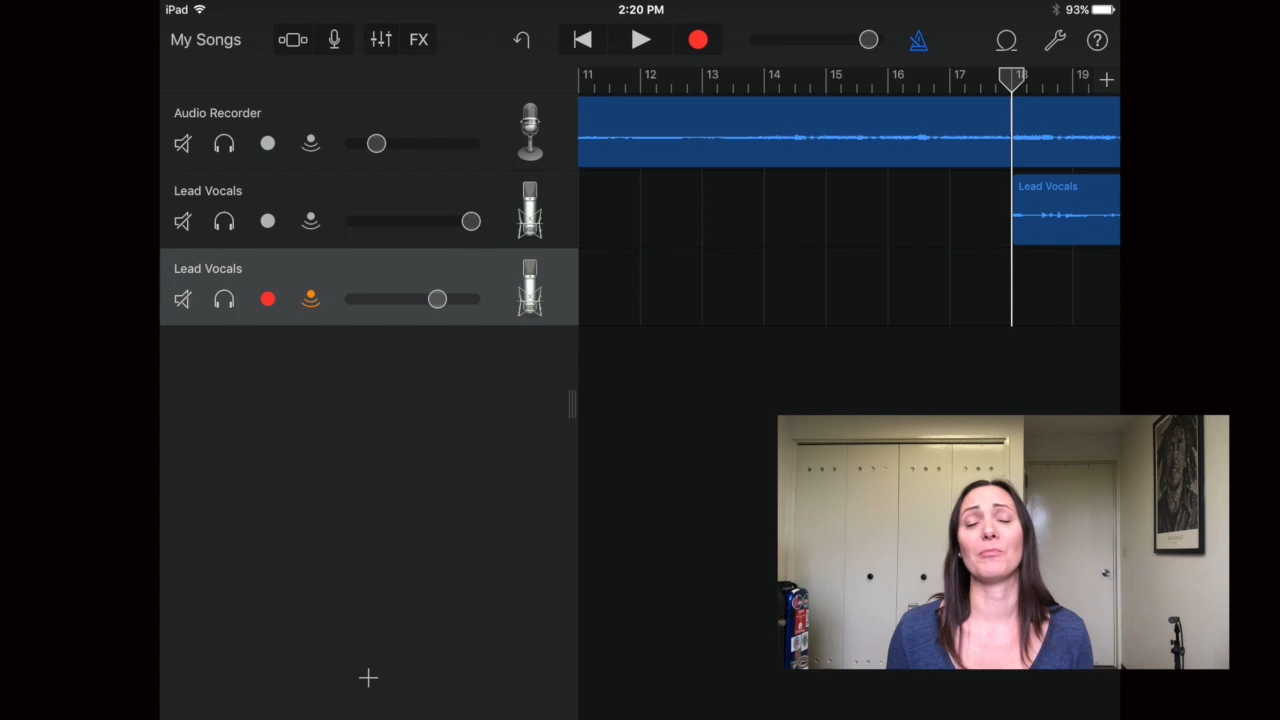 iPad
2:20 PM
93%
My Songs
FX
?
11 12 13 14 15 16 17 18 19
Audio Recorder
Lead Vocals
Lead Vocals
Lead Vocals